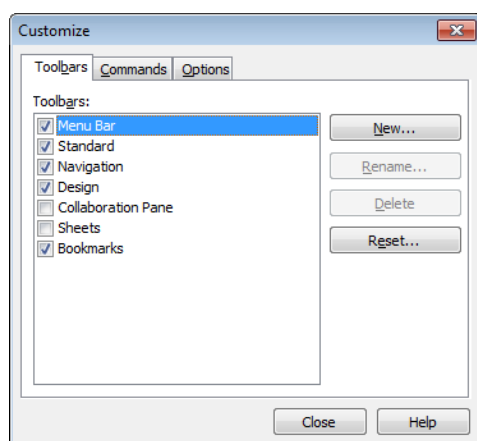 Customize
Toolbars Commands Options
Toolbars:
Menu Bar
Standard
Navigation
Design
Collaboration Pane
Sheets
Bookmarks
New...
Rename...
Delete
Reset...
Close Help